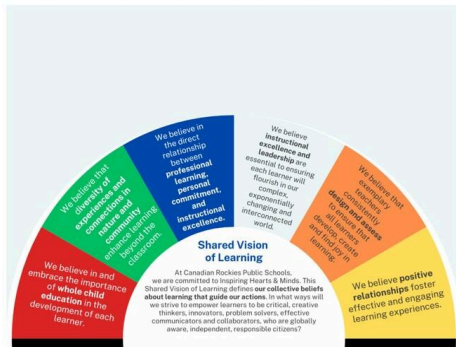 We believe in and
embrace the importance
of whole child
education in the
development of each
learner.
We believe that
diversity of
experiences and
connections in
nature and
community
enhance learning
beyond the
classroom.
We believe in
the direct
relationship
between
professional
learning,
personal
commitment,
and
instructional
excellence.
We believe
instructional
excellence and
leadership are
essential to ensuring
each learner will
flourish in our
complex,
exponentially
changing and
interconnected
world.
We believe that
exemplary
teachers
consistently
design and assess
to ensure that
all learners
develop, create
and find joy in
learning.
We believe positive
relationships foster
effective and engaging
learning experiences.
Shared Vision
of Learning
At Canadian Rockies Public Schools,
we are committed to Inspiring Hearts & Minds. This
Shared Vision of Learning defines our collective beliefs
about learning that guide our actions. In what ways will
we strive to empower learners to be critical, creative
thinkers, innovators, problem solvers, effective
communicators and collaborators, who are globally
aware, independent, responsible citizens?